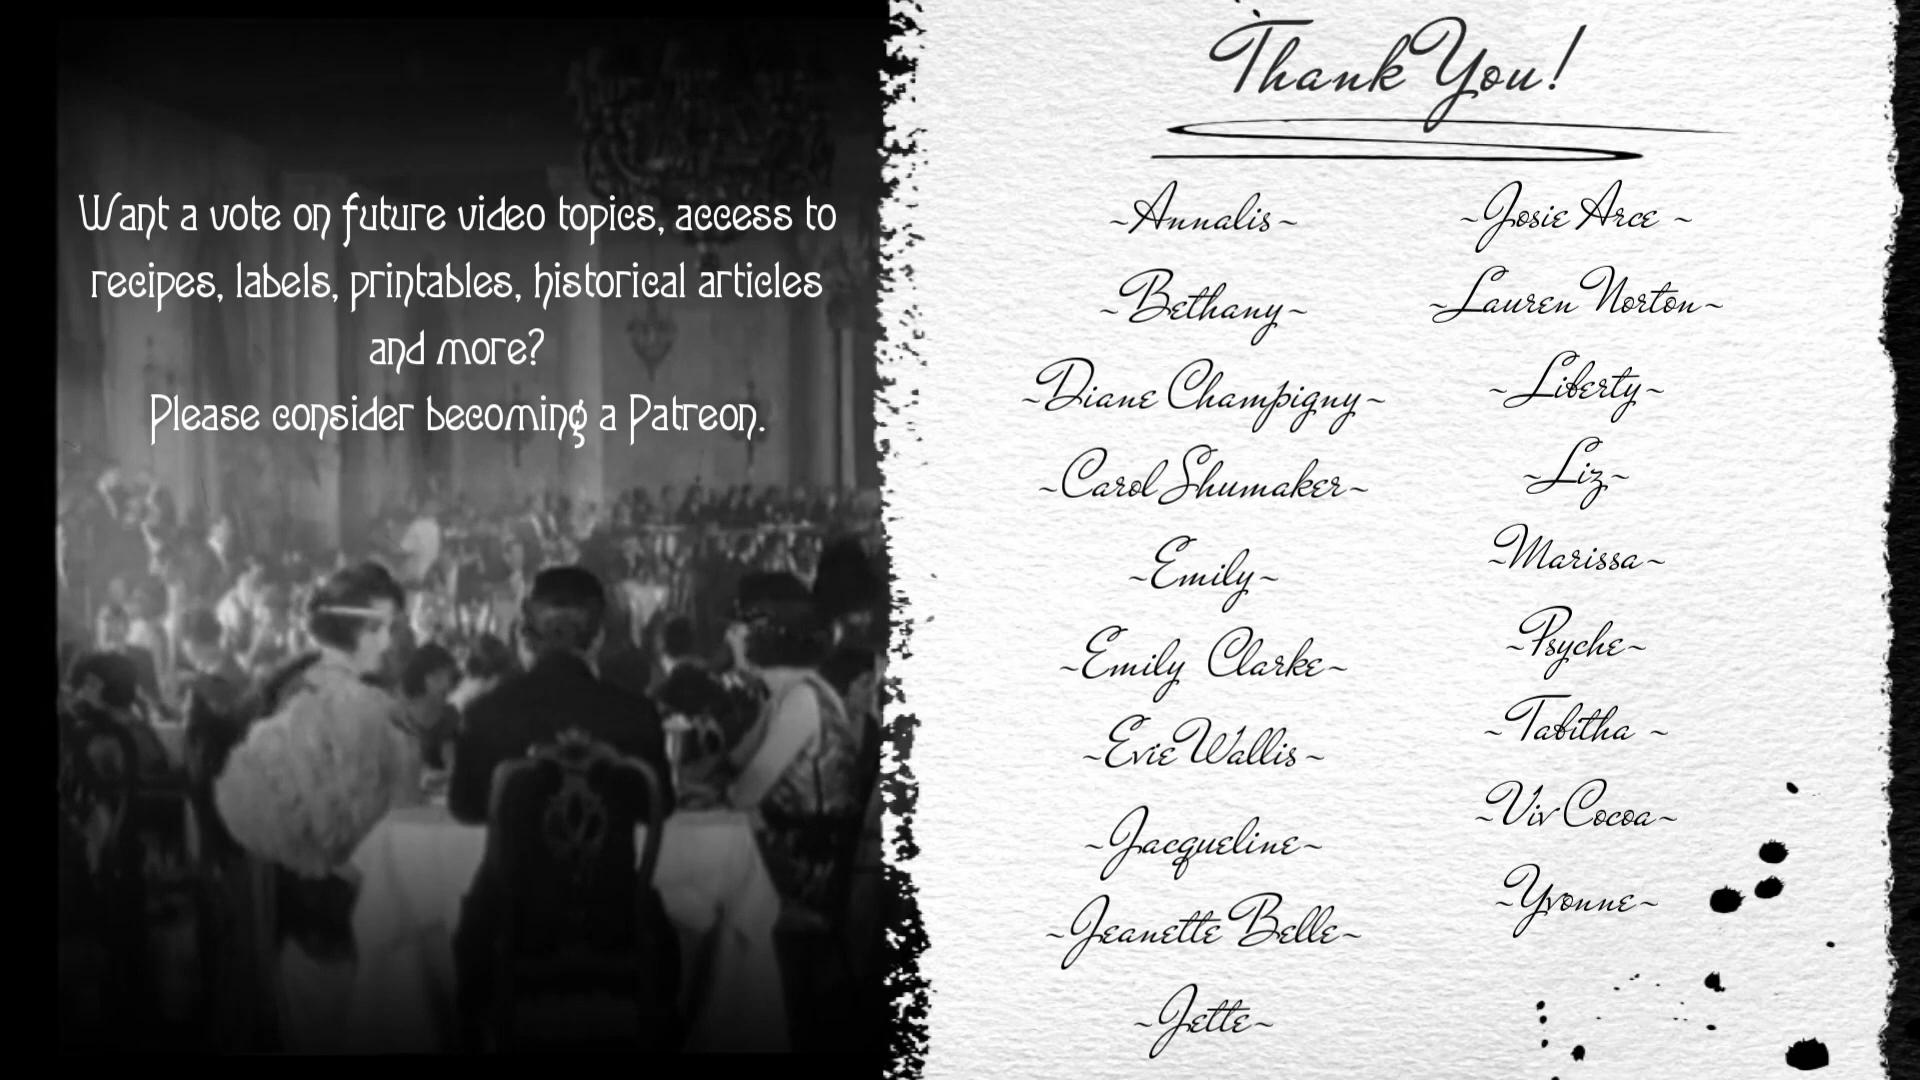 Want a vote on future video topics, access to
recipes, labels, printables, historical articles
and more?
Please consider becoming a Patreon.
Thank You!
~Annalis~
~Bethany~
~Diane Champigny~
~Carol Shumaker~
~Emily~
~Emily Clarke~
~Evie Wallis~
~Jacqueline~
~Jeanette Belle~
~Jette~
~Josie Arce ~
~Lauren Norton~
~Liberty~
~Liz~
~Marissa~
~Psyche~
~Tabitha ~
~Viv Cocoa~
~Yvonne~